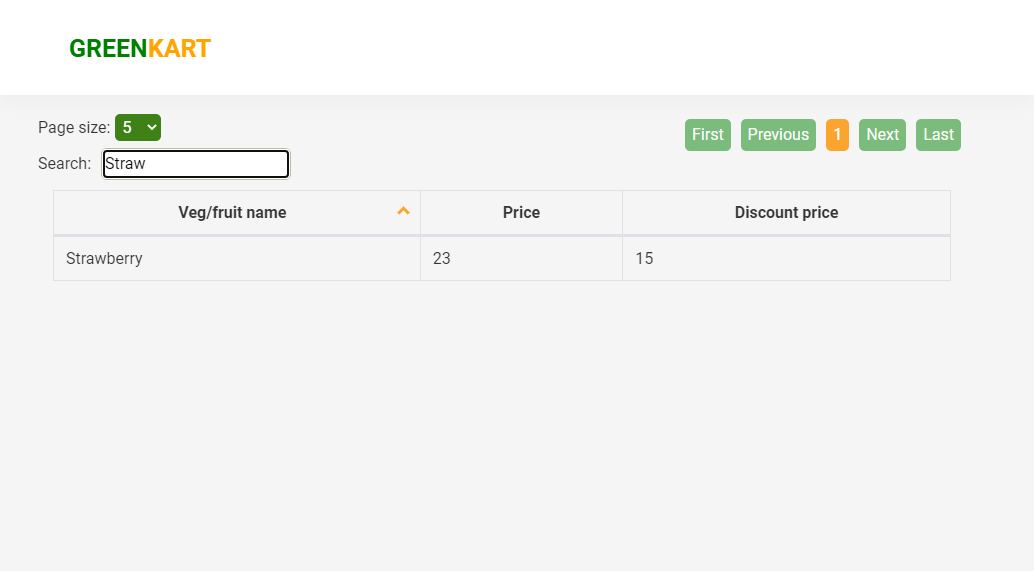 GREENKART
Page size: 5
First Previous 1 Next Last
Search: Straw
Veg/fruit name Price Discount price
Strawberry 23 15